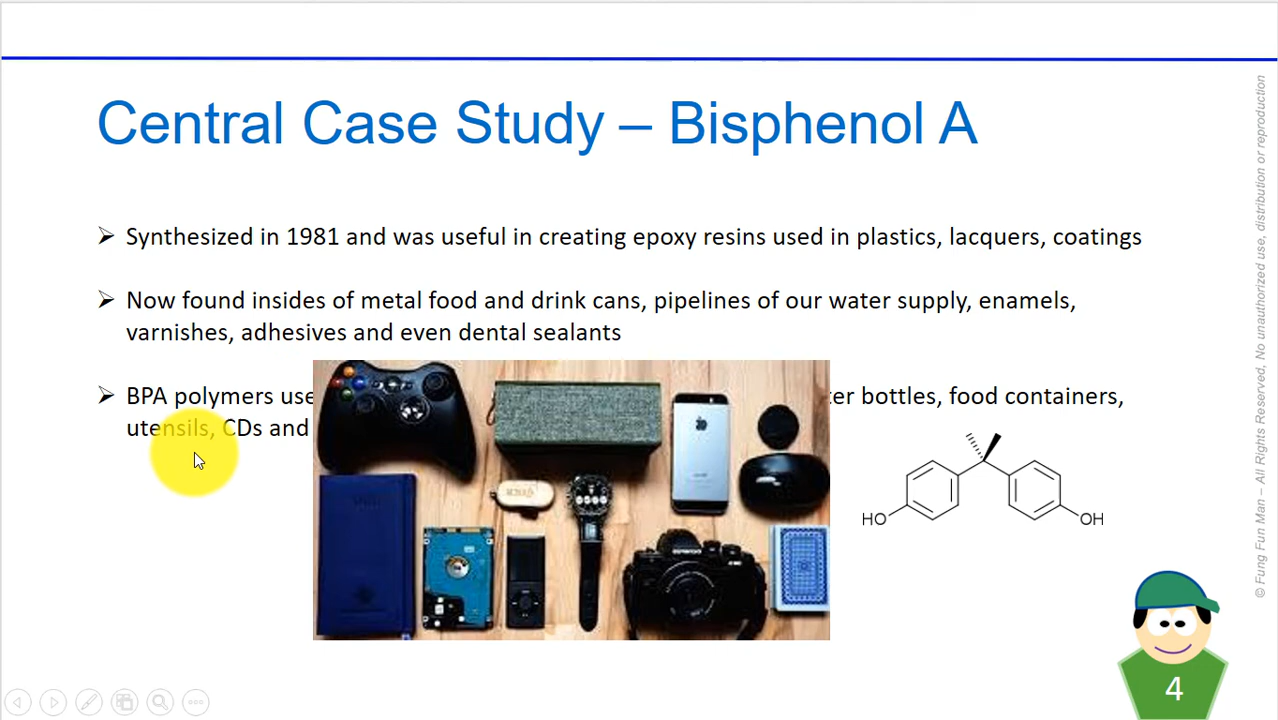 Central Case Study – Bisphenol A
➢ Synthesized in 1981 and was useful in creating epoxy resins used in plastics, lacquers, coatings
➢ Now found insides of metal food and drink cans, pipelines of our water supply, enamels,
varnishes, adhesives and even dental sealants
➢ BPA polymers use ter bottles, food containers,
utensils, CDs and
HO
OH
4
© Fung Fun Man – All Rights Reserved, No unauthorized use, distribution or reproduction